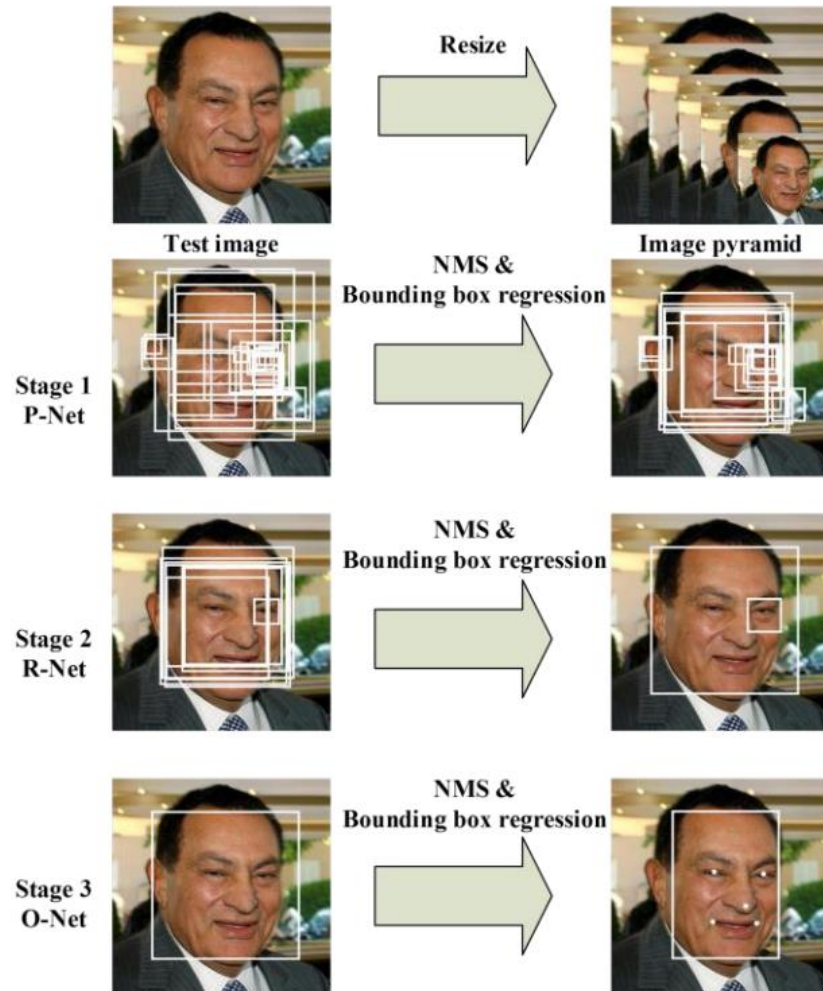 Resize
Test image
Image pyramid
NMS &
Bounding box regression
Stage 1
P-Net
NMS &
Bounding box regression
Stage 2
R-Net
NMS &
Bounding box regression
Stage 3
O-Net